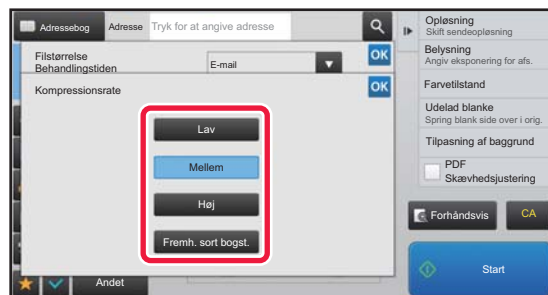 Adressebog
Adresse
Tryk for at angive adresse
Filstørrelse
Behandlingstiden
E-mail
OK
Kompressionsrate
OK
Lav
Mellem
Høj
Fremh. sort bogst.
Andet
Opløsning
Skift sendeopløsning
Belysning
Angiv eksponering for afs.
Farvetilstand
Udelad blanke
Spring blank side over i orig.
Tilpasning af baggrund
PDF
Skævhedsjustering
Forhåndsvis
CA
Start